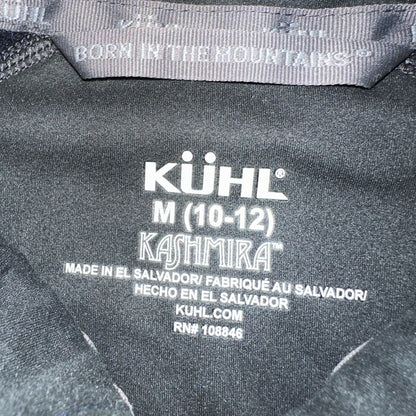 KÜHL
BORN IN THE MOUNTAINS®
KÜHL®
M (10-12)
KASHMIRA™
MADE IN EL SALVADOR/ FABRIQUÉ AU SALVADOR/
HECHO EN EL SALVADOR
KUHL.COM
RN# 108846